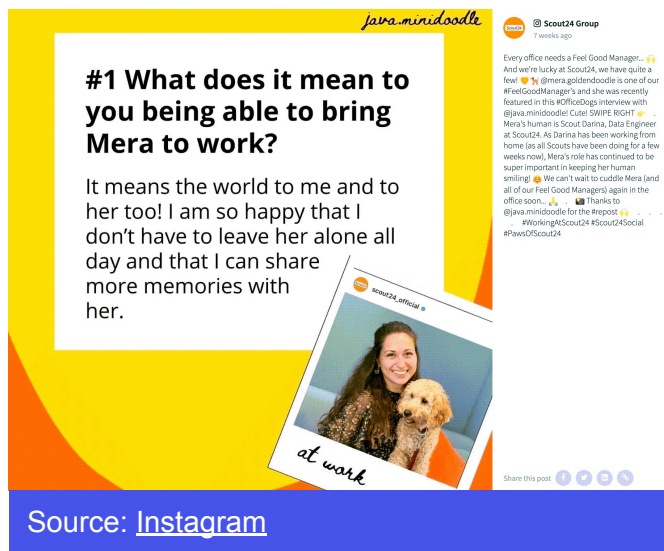 java.minidoodle
#1 What does it mean to
you being able to bring
Mera to work?
It means the world to me and to
her too! I am so happy that I
don’t have to leave her alone all
day and that I can share
more memories with
her.
scout24_official
at work
Scout24
Scout24 Group
7 weeks ago
Every office needs a Feel Good Manager... 🙌
And we're lucky at Scout24, we have quite a
few! 🧡 🐩 @mera.goldendoodle is one of our
#FeelGoodManager's and she was recently
featured in this #OfficeDogs interview with
@java.minidoodle! Cute! SWIPE RIGHT 👉 .
Mera's human is Scout Darina, Data Engineer
at Scout24. As Darina has been working from
home (as all Scouts have been doing for a few
weeks now), Mera's role has continued to be
super important in keeping her human
smiling! 😊 We can't wait to cuddle Mera (and
all of our Feel Good Managers) again in the
office soon... 🙏 . 📸 Thanks to
@java.minidoodle for the #repost 🙌 . . .
. #WorkingAtScout24 #Scout24Social
#PawsOfScout24
Share this post
Source: Instagram